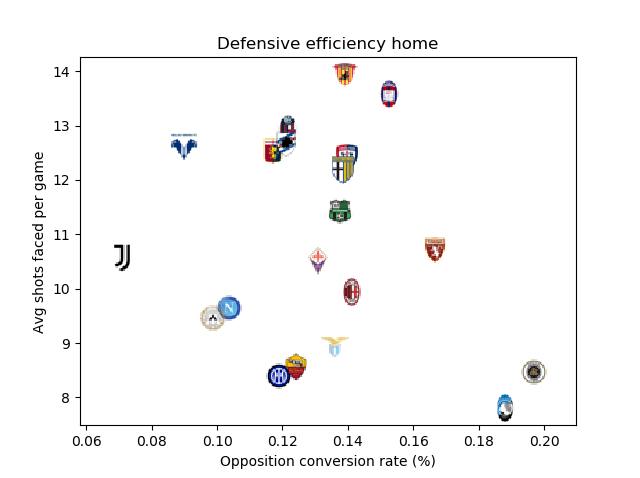 Defensive efficiency home
Avg shots faced per game
14
13
12
11
10
9
8
0.06 0.08 0.10 0.12 0.14 0.16 0.18 0.20
Opposition conversion rate (%)
N